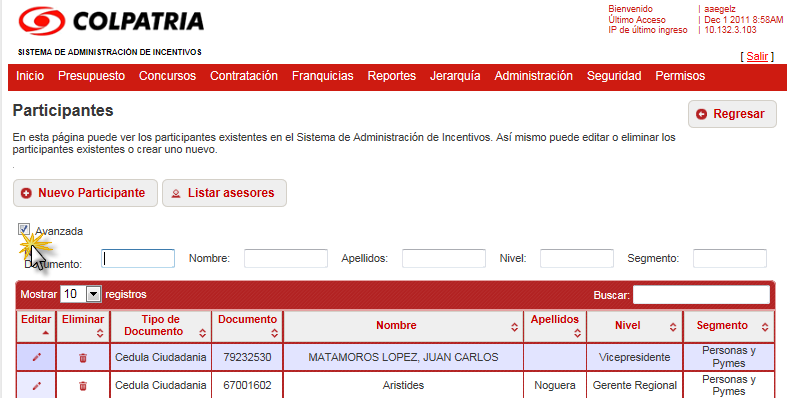 COLPATRIA
SISTEMA DE ADMINISTRACIÓN DE INCENTIVOS
Bienvenido | aaegelz
Último Acceso | Dec 1 2011 8:58AM
IP de último ingreso | 10.132.3.103
[ Salir ]
Inicio Presupuesto Concursos Contratación Franquicias Reportes Jerarquía Administración Seguridad Permisos
Participantes
Regresar
En esta página puede ver los participantes existentes en el Sistema de Administración de Incentivos. Así mismo puede editar o eliminar los
participantes existentes o crear uno nuevo.
.
Nuevo Participante Listar asesores
Avanzada
Documento: Nombre: Apellidos: Nivel: Segmento:
Mostrar 10 registros Buscar:
Editar Eliminar Tipo de Documento Documento Nombre Apellidos Nivel Segmento
Cedula Ciudadania 79232530 MATAMOROS LOPEZ, JUAN CARLOS Vicepresidente Personas y Pymes
Cedula Ciudadania 67001602 Aristides Noguera Gerente Regional Personas y Pymes